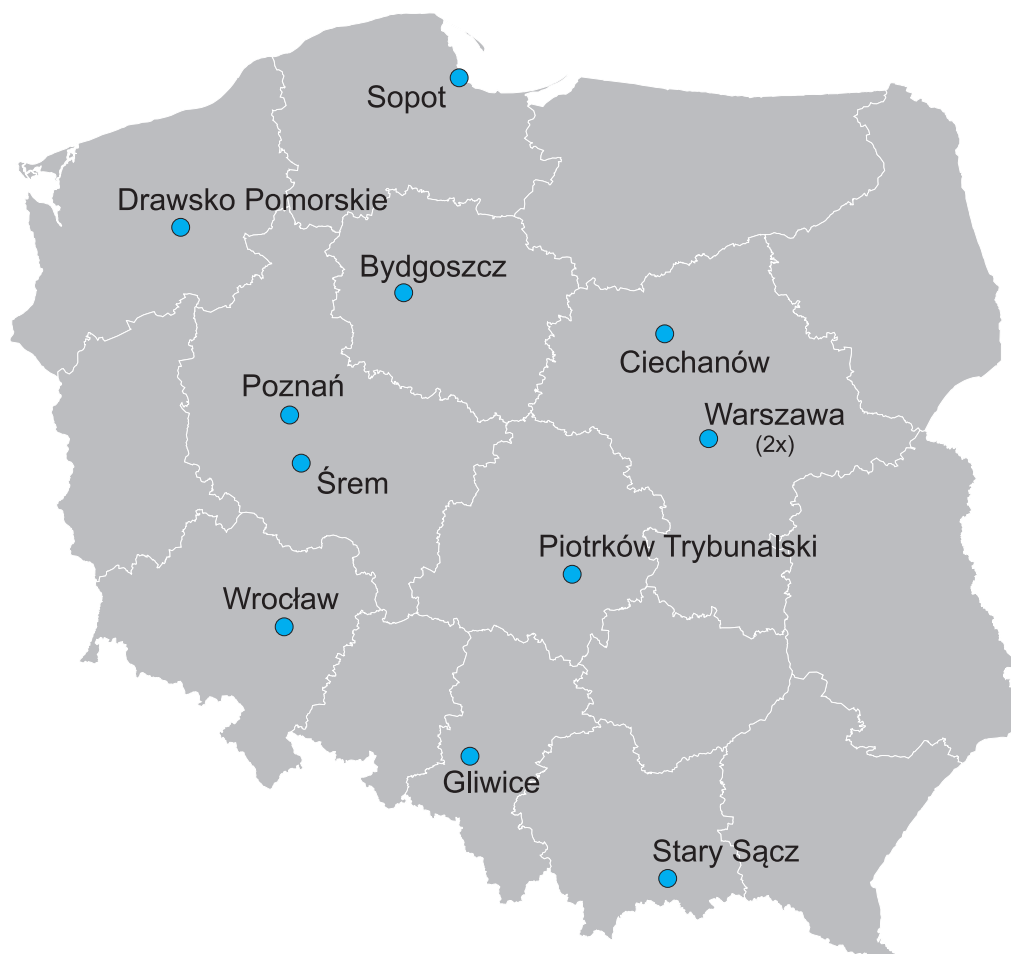 Sopot
Drawsko Pomorskie
Bydgoszcz
Ciechanów
Poznań
Warszawa
(2x)
Śrem
Piotrków Trybunalski
Wrocław
Gliwice
Stary Sącz